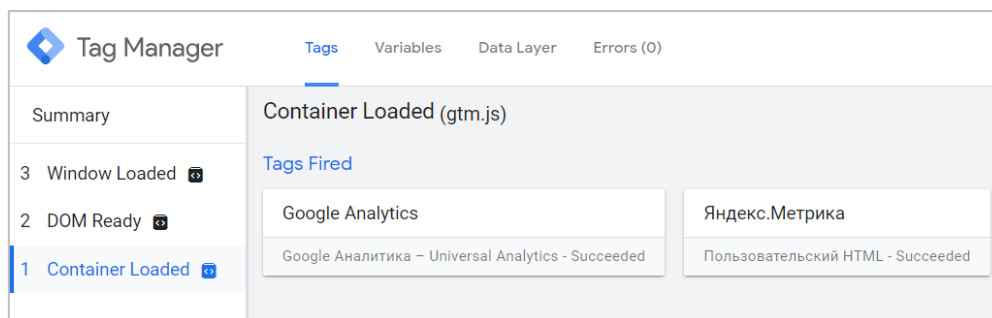 Tag Manager
Tags Variables Data Layer Errors (0)
Summary
3 Window Loaded
2 DOM Ready
1 Container Loaded
Container Loaded (gtm.js)
Tags Fired
Google Analytics
Google Аналитика – Universal Analytics - Succeeded
Яндекс.Метрика
Пользовательский HTML - Succeeded